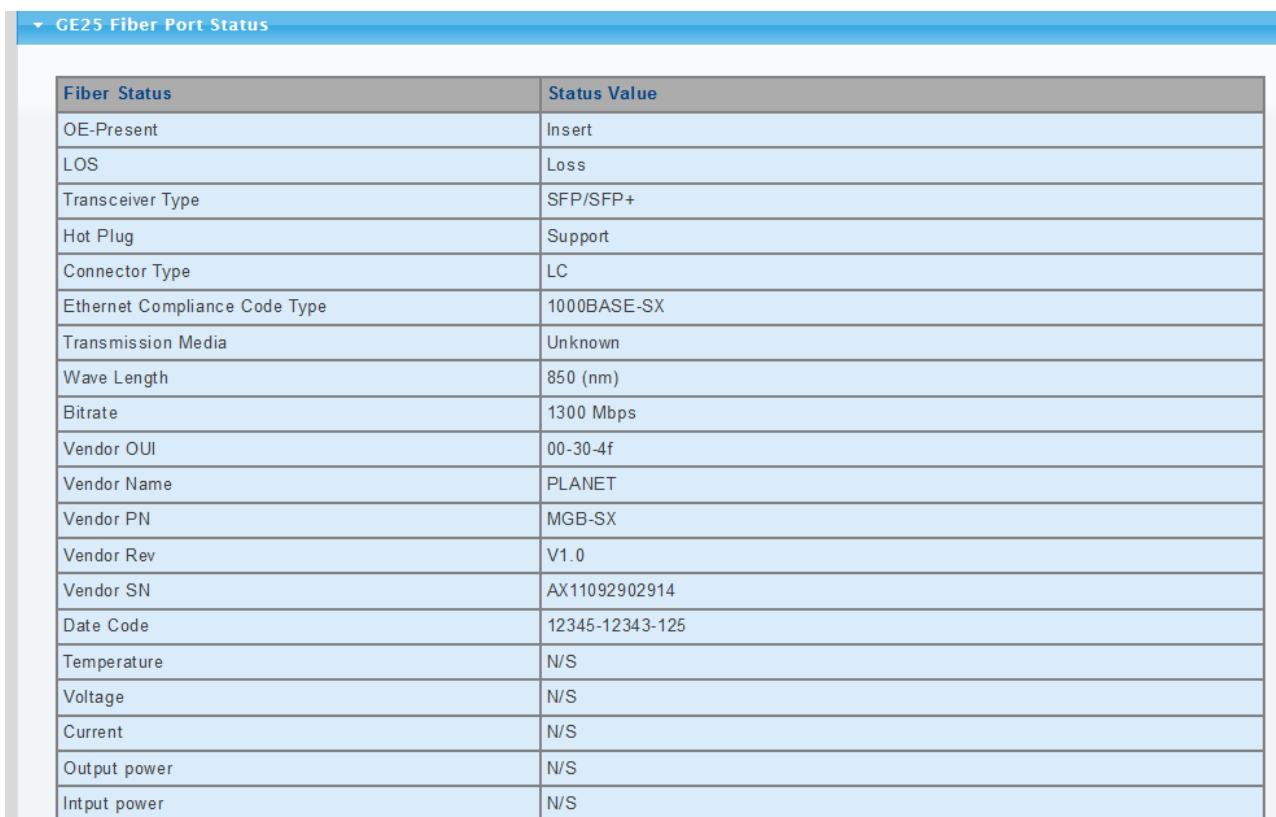 GE25 Fiber Port Status
Fiber Status Status Value
OE-Present Insert
LOS Loss
Transceiver Type SFP/SFP+
Hot Plug Support
Connector Type LC
Ethernet Compliance Code Type 1000BASE-SX
Transmission Media Unknown
Wave Length 850 (nm)
Bitrate 1300 Mbps
Vendor OUI 00-30-4f
Vendor Name PLANET
Vendor PN MGB-SX
Vendor Rev V1.0
Vendor SN AX11092902914
Date Code 12345-12343-125
Temperature N/S
Voltage N/S
Current N/S
Output power N/S
Intput power N/S